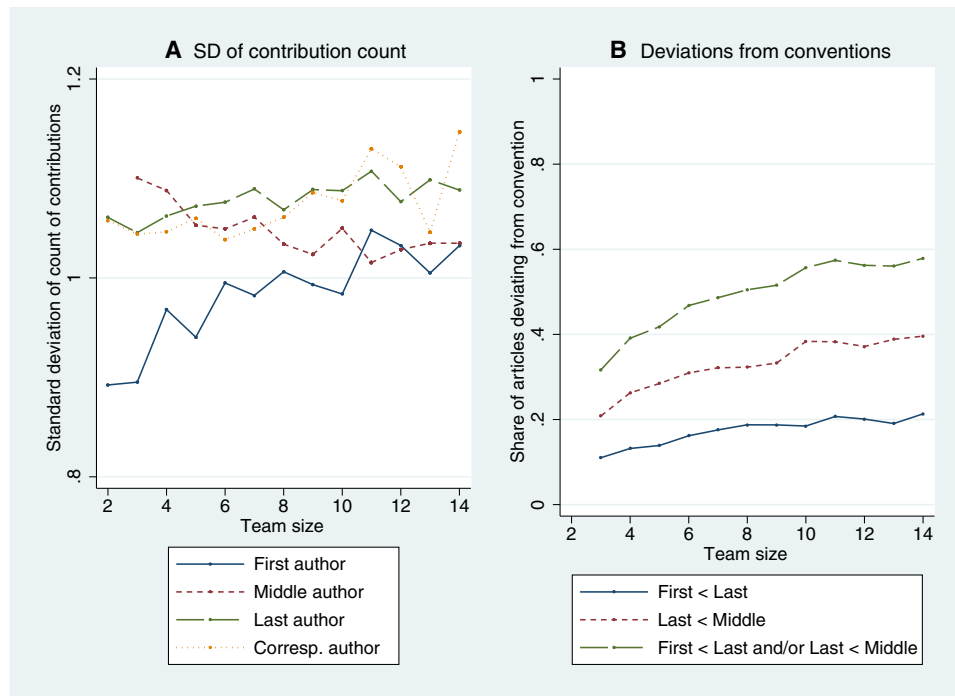 A SD of contribution count
Standard deviation of count of contributions
1.2
1
.8
2 4 6 8 10 12 14
Team size
First author
Middle author
Last author
Corresp. author
B Deviations from conventions
Share of articles deviating from convention
1
.8
.6
.4
.2
0
2 4 6 8 10 12 14
Team size
First < Last
Last < Middle
First < Last and/or Last < Middle